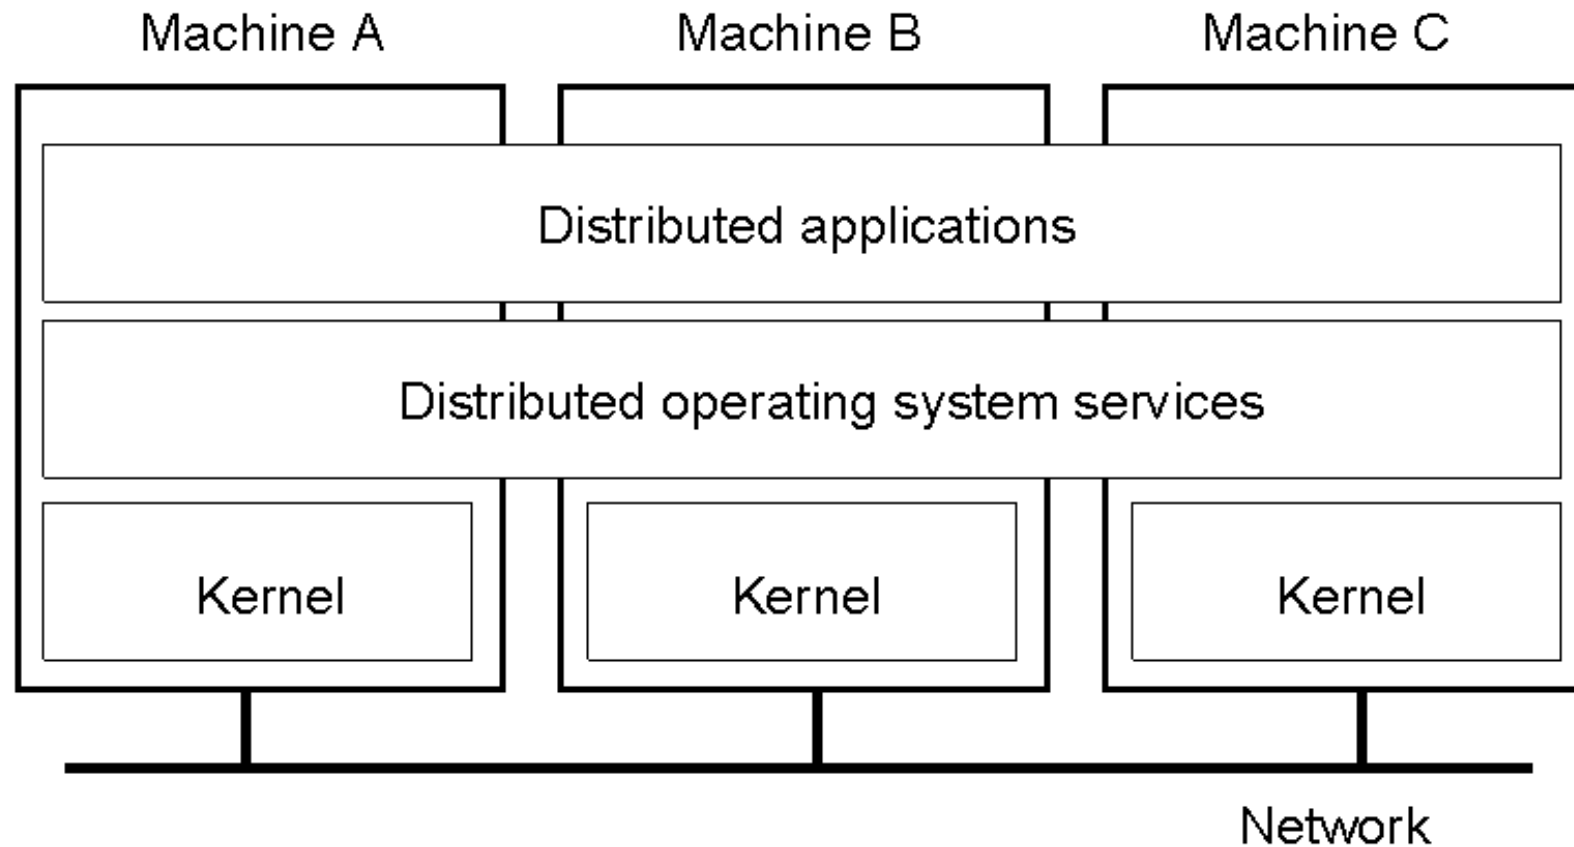 Machine A
Machine B
Machine C
Distributed applications
Distributed operating system services
Kernel
Kernel
Kernel
Network